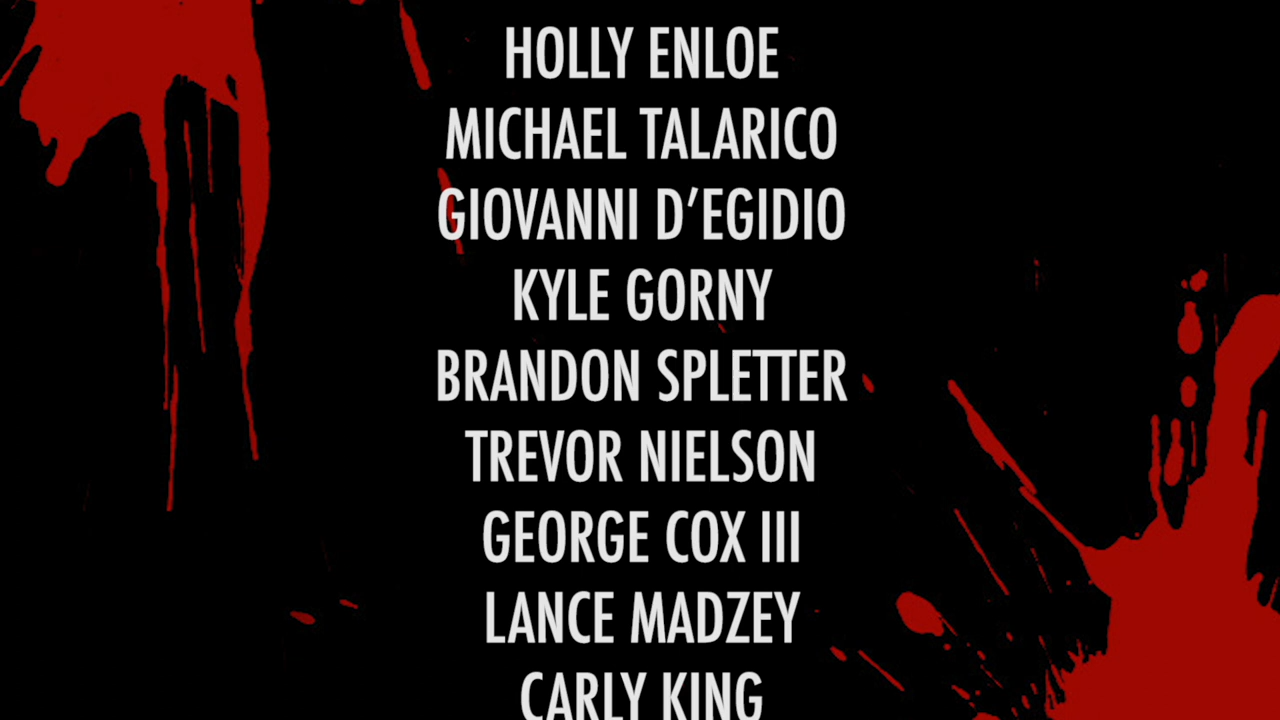 HOLLY ENLOE
MICHAEL TALARICO
GIOVANNI D’EGIDIO
KYLE GORNY
BRANDON SPLETTER
TREVOR NIELSON
GEORGE COX III
LANCE MADZEY
CARLY KING